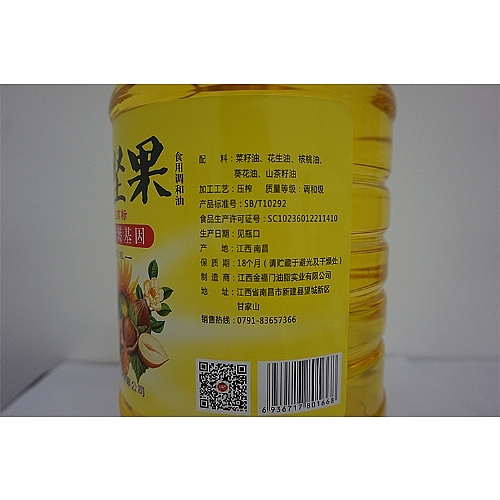 坚果
食用调和油
基因
公司
配 料：菜籽油、花生油、核桃油、
葵花油、山茶籽油
加工工艺：压榨 质量等级：调和级
产品标准号：SB/T10292
食品生产许可证号：SC10236012211410
生产日期：见瓶口
产 地：江西 南昌
保 质 期：18个月（请贮藏于避光及干燥处）
制 造 商：江西金福门油脂实业有限公司
地 址：江西省南昌市新建县望城新区
甘家山
销售热线：0791-83657366
6 936717 801668